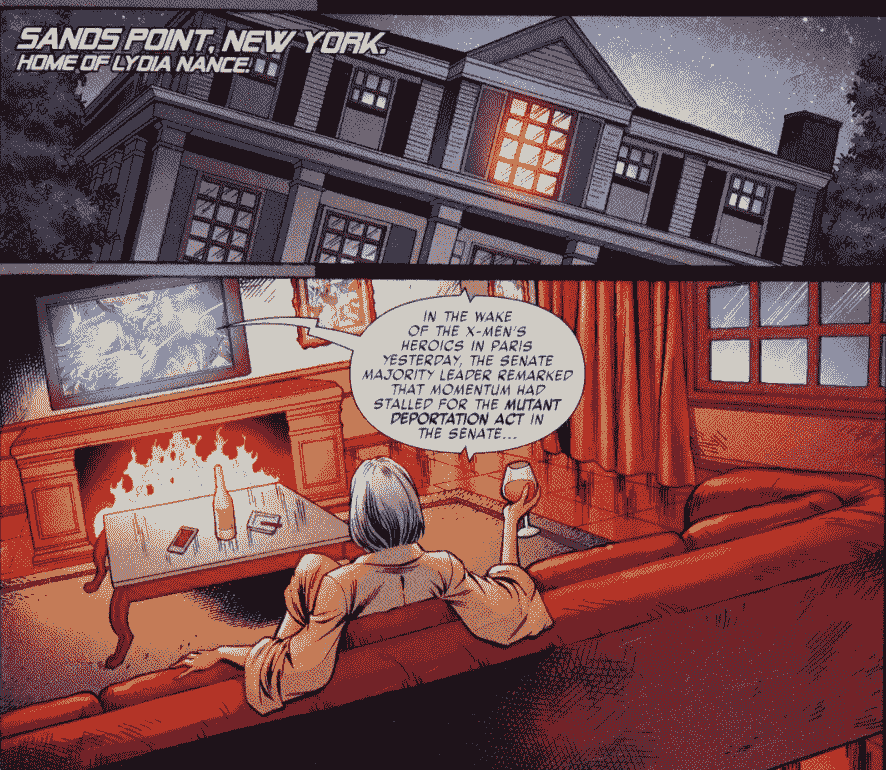 SANDS POINT, NEW YORK.
HOME OF LYDIA NANCE.
IN THE WAKE
OF THE X-MEN'S
HEROICS IN PARIS
YESTERDAY, THE SENATE
MAJORITY LEADER REMARKED
THAT MOMENTUM HAD
STALLED FOR THE MUTANT
DEPORTATION ACT IN
THE SENATE...